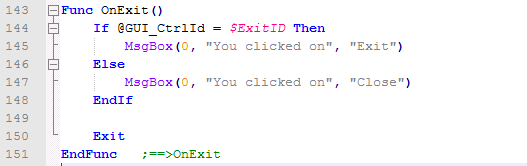 143 Func OnExit()
144     If @GUI_CtrlId = $ExitID Then
145         MsgBox(0, "You clicked on", "Exit")
146     Else
147         MsgBox(0, "You clicked on", "Close")
148     EndIf
149
150     Exit
151 EndFunc   ;==>OnExit